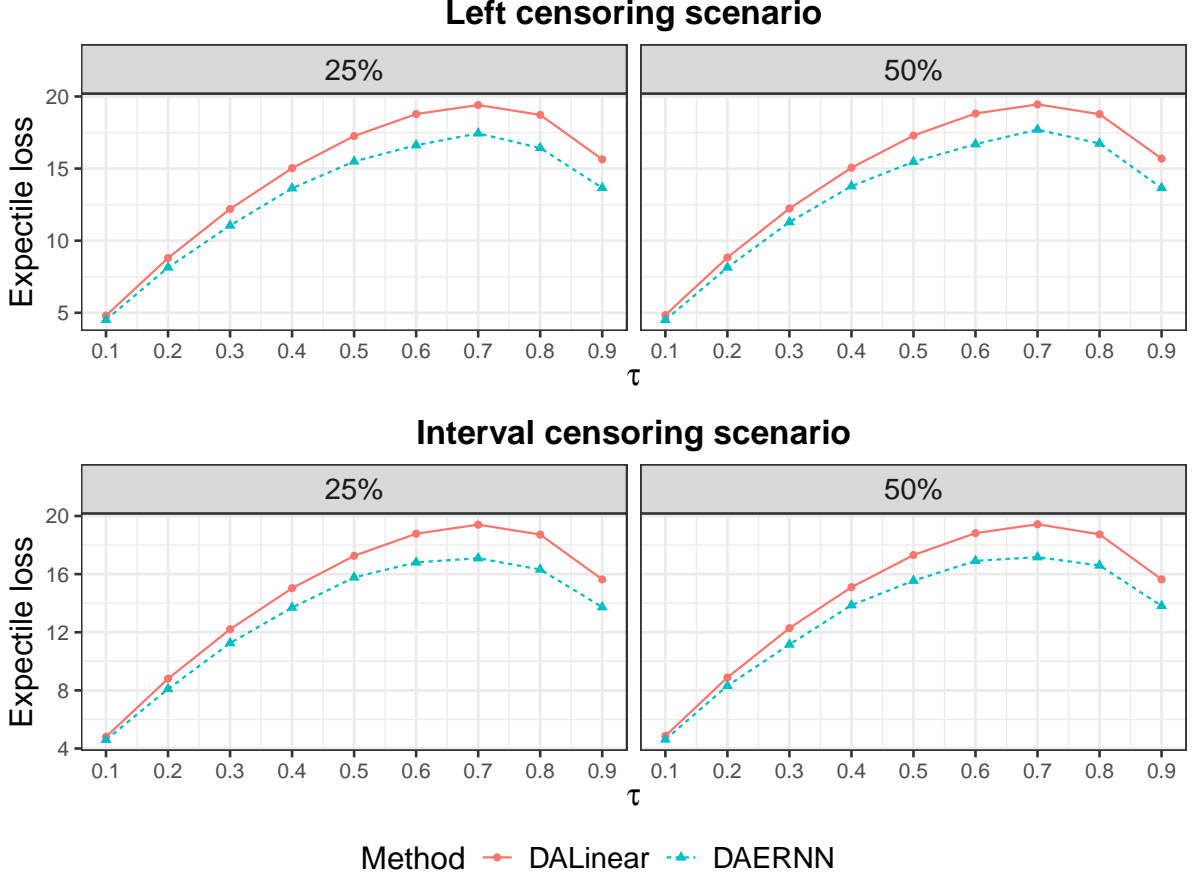 Left censoring scenario
25% 50%
Expectile loss
20
15
10
5
0.1 0.2 0.3 0.4 0.5 0.6 0.7 0.8 0.9 0.1 0.2 0.3 0.4 0.5 0.6 0.7 0.8 0.9
τ
Interval censoring scenario
25% 50%
Expectile loss
20
16
12
8
4
0.1 0.2 0.3 0.4 0.5 0.6 0.7 0.8 0.9 0.1 0.2 0.3 0.4 0.5 0.6 0.7 0.8 0.9
τ
Method DALinear DAERNN